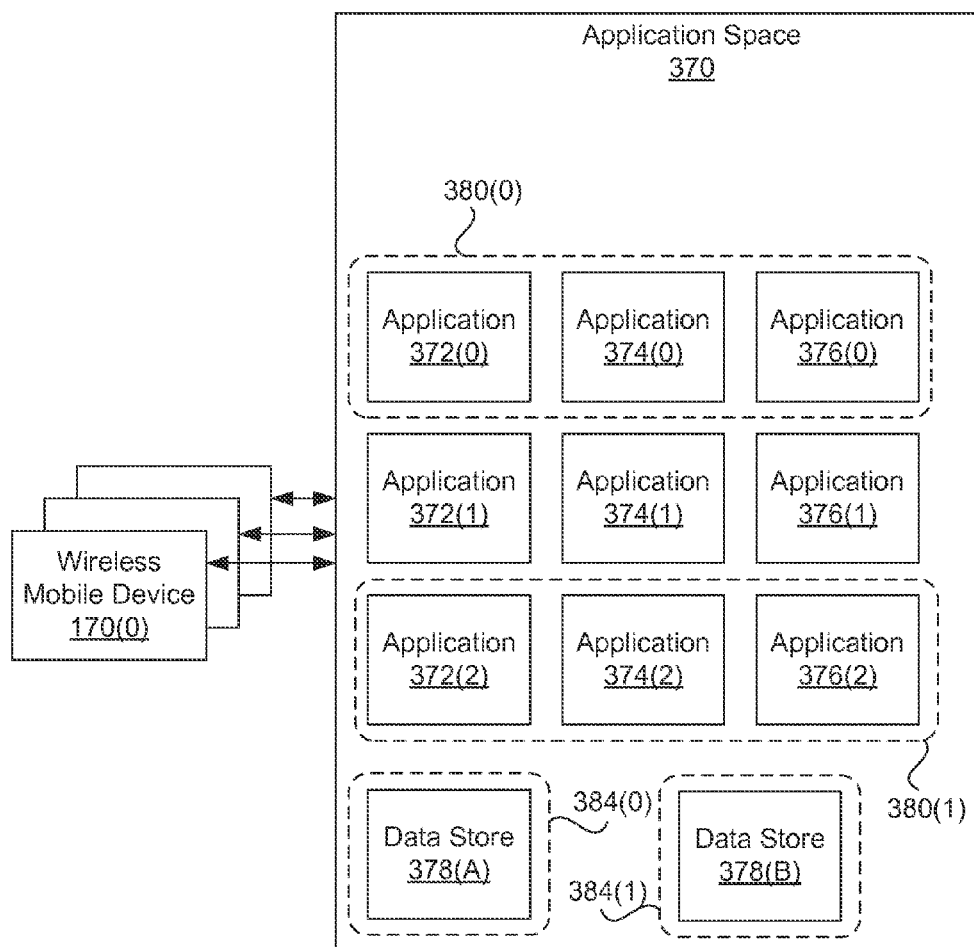 Application Space
370
380(0)
Application
372(0)
Application
374(0)
Application
376(0)
Application
372(1)
Application
374(1)
Application
376(1)
Wireless
Mobile Device
170(0)
Application
372(2)
Application
374(2)
Application
376(2)
380(1)
Data Store
378(A)
384(0)
Data Store
378(B)
384(1)